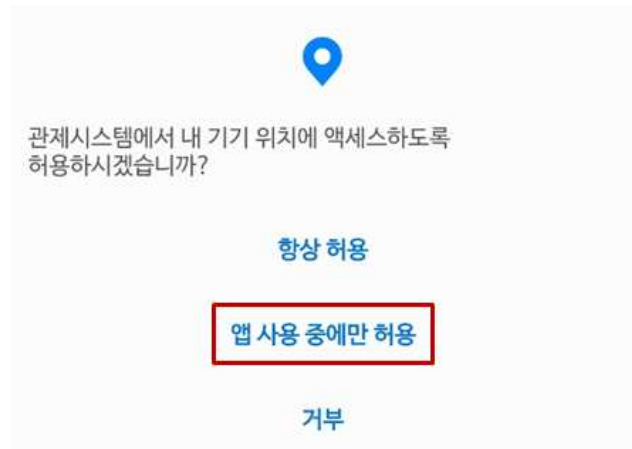 관제시스템에서 내 기기 위치에 액세스하도록
허용하시겠습니까?
항상 허용
앱 사용 중에만 허용
거부